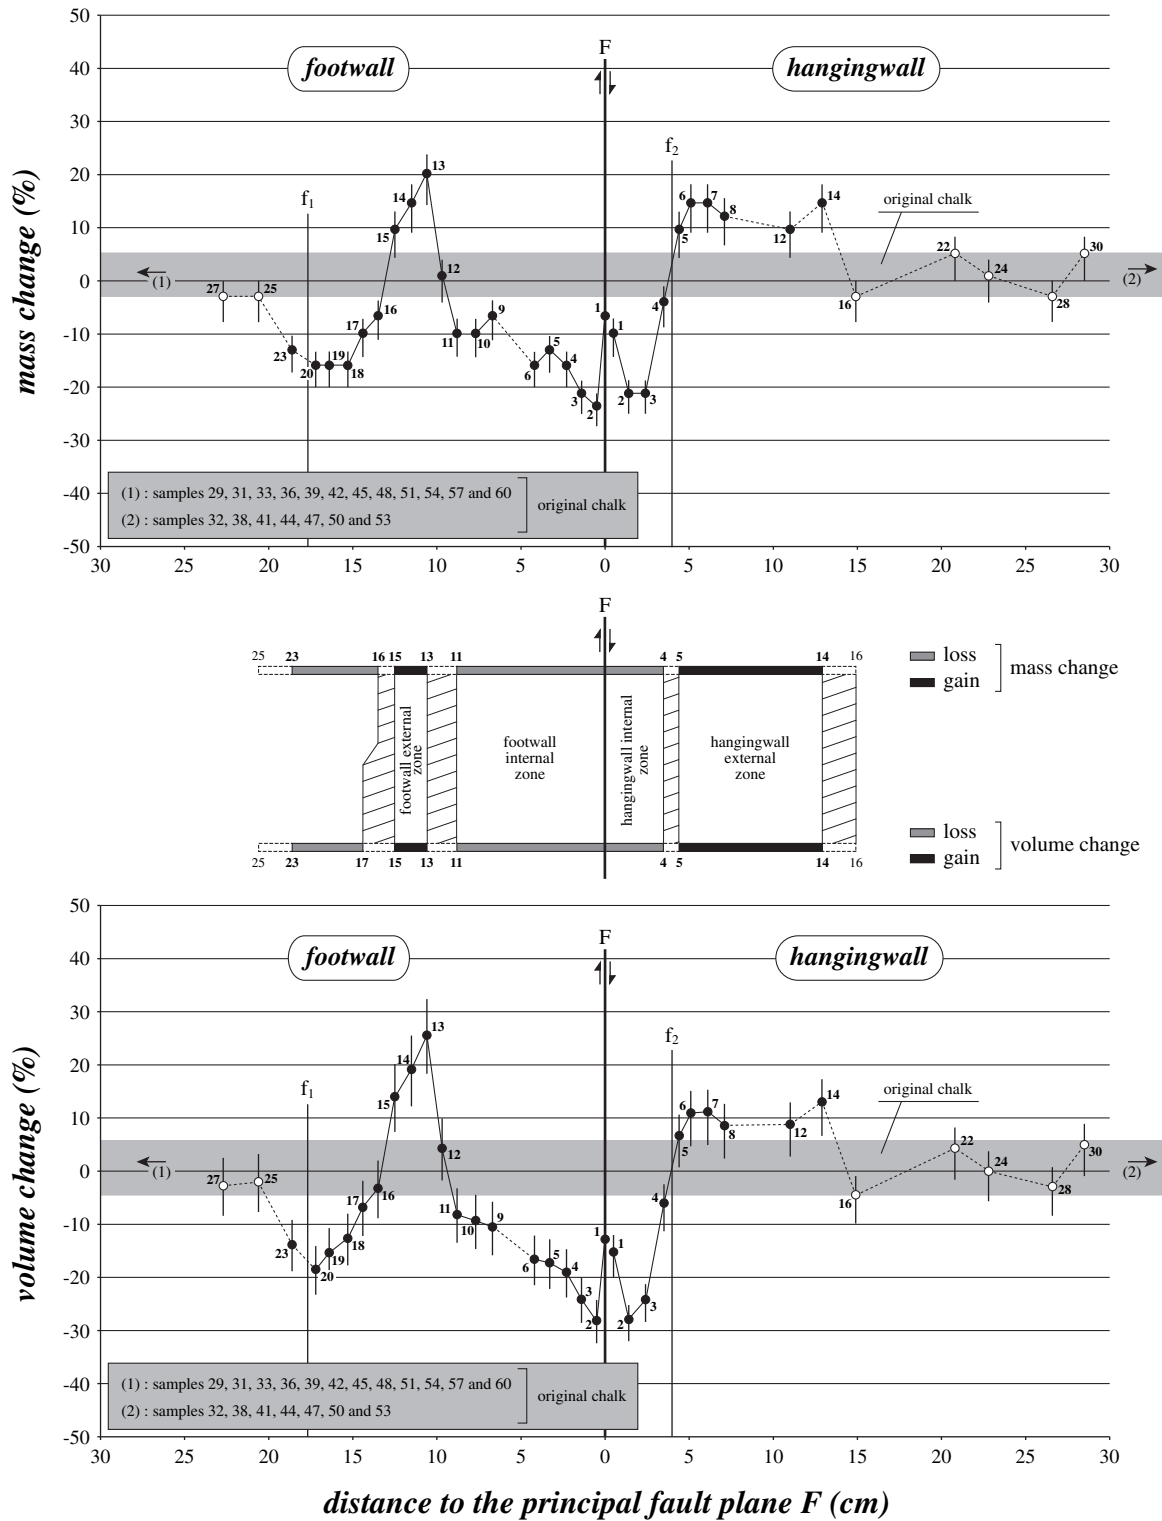 mass change (%)
50
40
30
20
10
0
-10
-20
-30
-40
-50
footwall
F
hangingwall
f1
f2
original chalk
(1)
(2)
27
25
23
20
19
18
17
16
15
14
13
12
11
10
9
6
5
4
3
2
1
1
2
3
4
5
6
7
8
12
14
16
22
24
28
30
(1) : samples 29, 31, 33, 36, 39, 42, 45, 48, 51, 54, 57 and 60
(2) : samples 32, 38, 41, 44, 47, 50 and 53
original chalk
30 25 20 15 10 5 0 5 10 15 20 25 30
F
25 23 16 15 13 11 4 5 14 16
loss
gain
mass change
footwall external zone
footwall
internal
zone
hangingwall internal zone
hangingwall
external
zone
loss
gain
volume change
25 23 17 15 13 11 4 5 14 16
volume change (%)
50
40
30
20
10
0
-10
-20
-30
-40
-50
footwall
F
hangingwall
f1
f2
original chalk
(1)
(2)
27
25
23
20
19
18
17
16
15
14
13
12
11
10
9
6
5
4
3
2
1
1
2
3
4
5
6
7
8
12
14
16
22
24
28
30
(1) : samples 29, 31, 33, 36, 39, 42, 45, 48, 51, 54, 57 and 60
(2) : samples 32, 38, 41, 44, 47, 50 and 53
original chalk
30 25 20 15 10 5 0 5 10 15 20 25 30
distance to the principal fault plane F (cm)